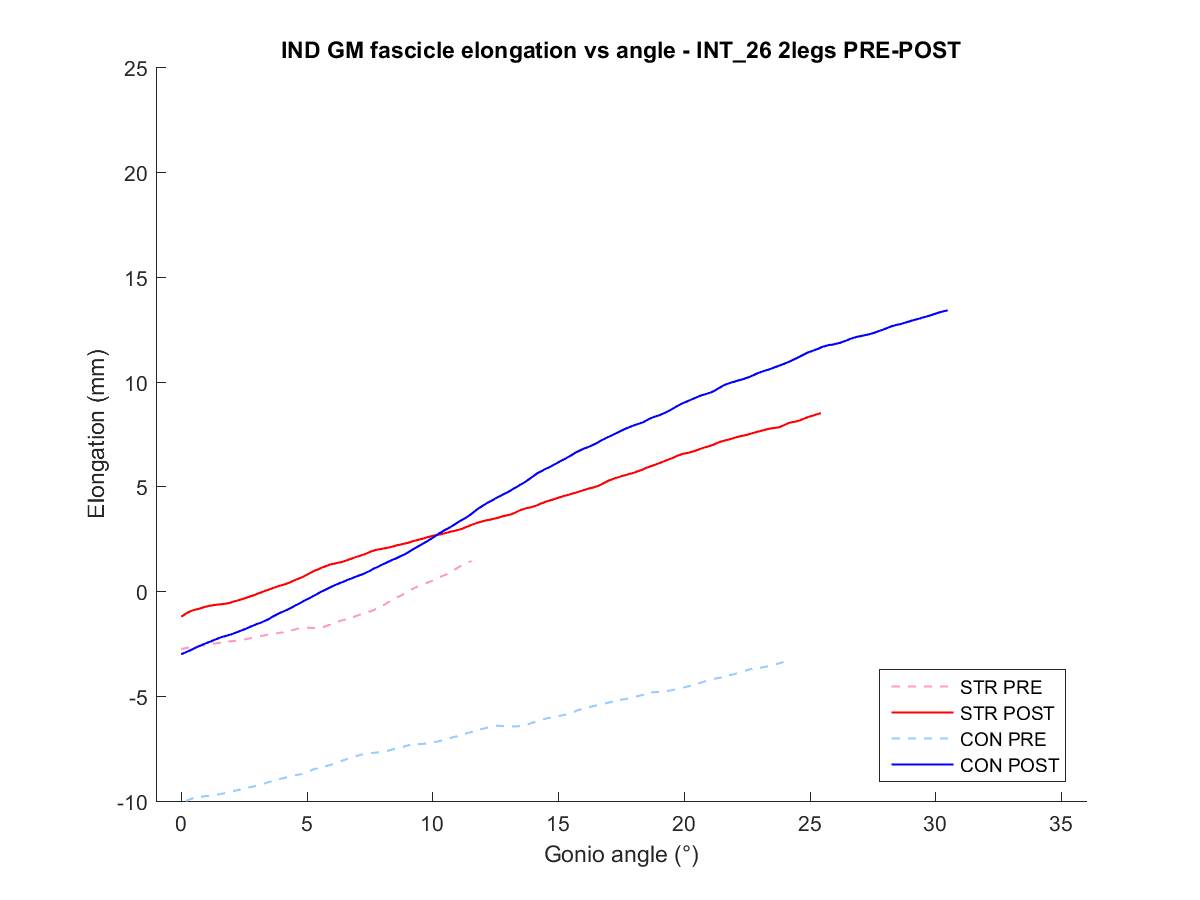 IND GM fascicle elongation vs angle - INT_26 2legs PRE-POST
25
20
15
10
5
0
-5
-10
Elongation (mm)
0 5 10 15 20 25 30 35
Gonio angle (°)
STR PRE
STR POST
CON PRE
CON POST